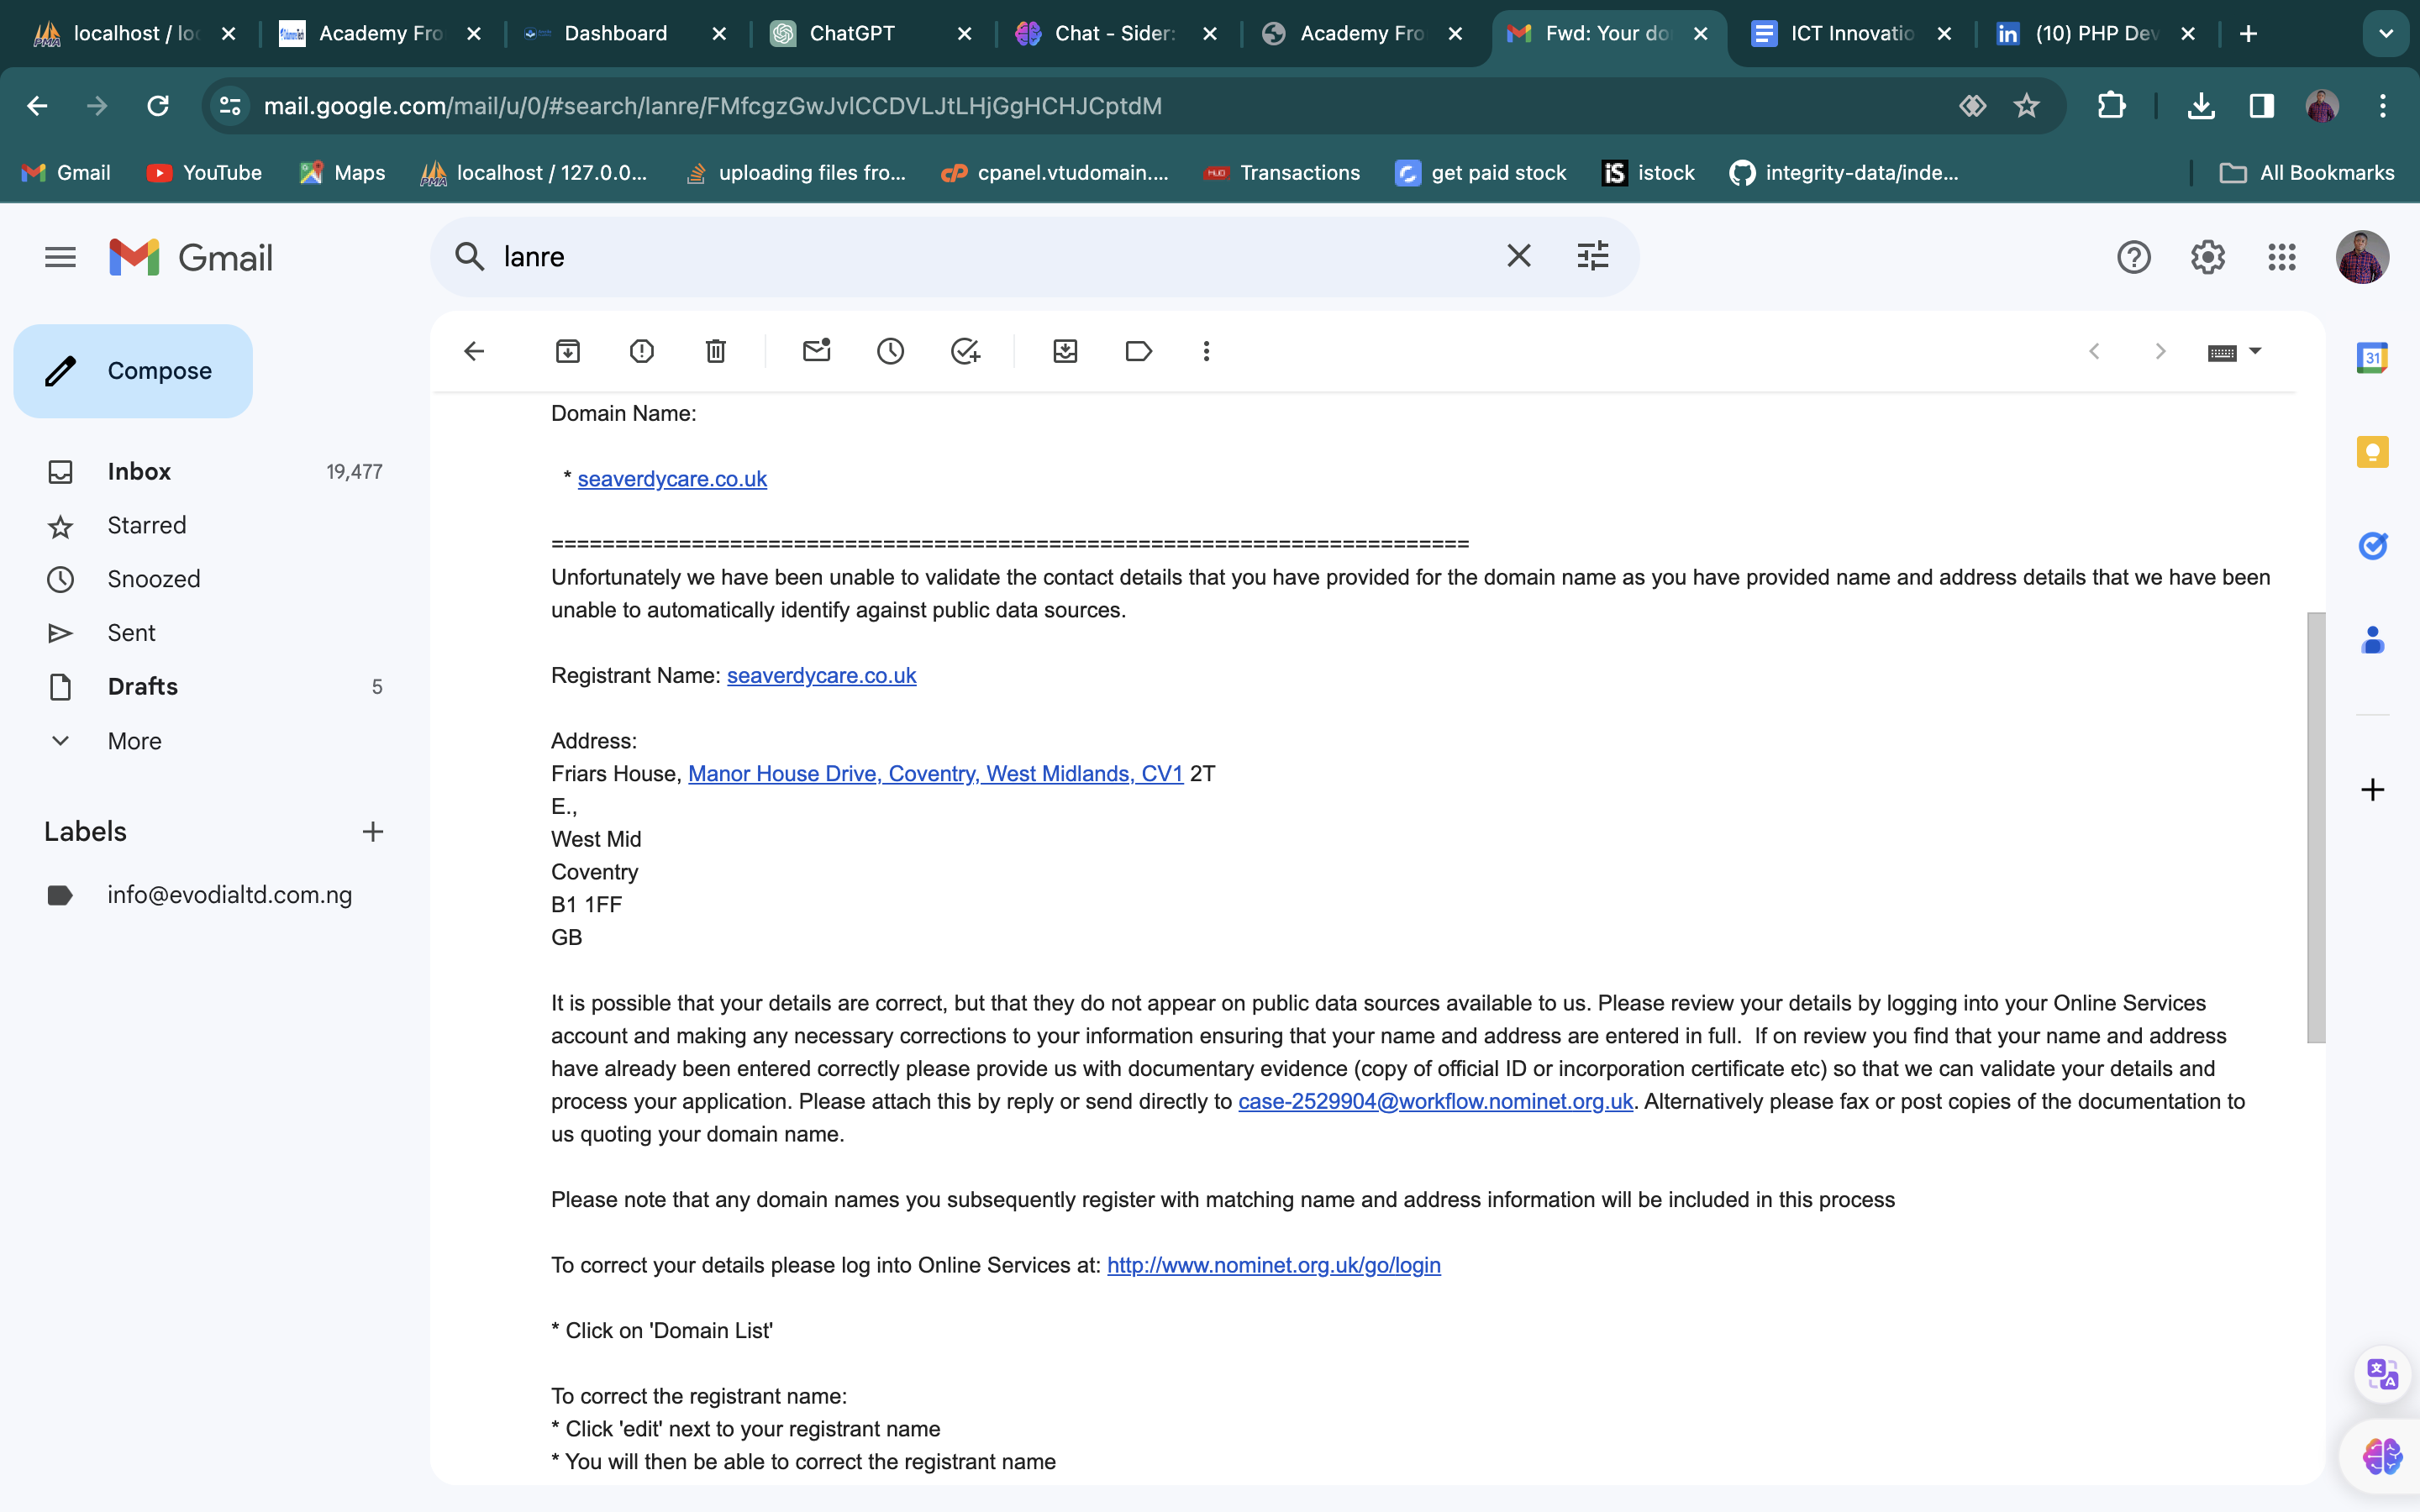 localhost / loc
Academy Fro
Dashboard
ChatGPT
Chat - Sider:
Academy Fro
Fwd: Your do
ICT Innovatio
(10) PHP Dev
mail.google.com/mail/u/0/#search/lanre/FMfcgzGwJvlCCDVLJtLHjGgHCHJCptdM
Gmail
YouTube
Maps
localhost / 127.0.0...
uploading files fro...
cpanel.vtudomain....
Transactions
get paid stock
istock
integrity-data/inde...
All Bookmarks
Gmail
lanre
Compose
Inbox 19,477
Starred
Snoozed
Sent
Drafts 5
More
Labels
info@evodialtd.com.ng
Domain Name:
* seaverdycare.co.uk
========================================================================
Unfortunately we have been unable to validate the contact details that you have provided for the domain name as you have provided name and address details that we have been
unable to automatically identify against public data sources.
Registrant Name: seaverdycare.co.uk
Address:
Friars House, Manor House Drive, Coventry, West Midlands, CV1 2T
E.,
West Mid
Coventry
B1 1FF
GB
It is possible that your details are correct, but that they do not appear on public data sources available to us. Please review your details by logging into your Online Services
account and making any necessary corrections to your information ensuring that your name and address are entered in full.  If on review you find that your name and address
have already been entered correctly please provide us with documentary evidence (copy of official ID or incorporation certificate etc) so that we can validate your details and
process your application. Please attach this by reply or send directly to case-2529904@workflow.nominet.org.uk. Alternatively please fax or post copies of the documentation to
us quoting your domain name.
Please note that any domain names you subsequently register with matching name and address information will be included in this process
To correct your details please log into Online Services at: http://www.nominet.org.uk/go/login
* Click on 'Domain List'
To correct the registrant name:
* Click 'edit' next to your registrant name
* You will then be able to correct the registrant name
31